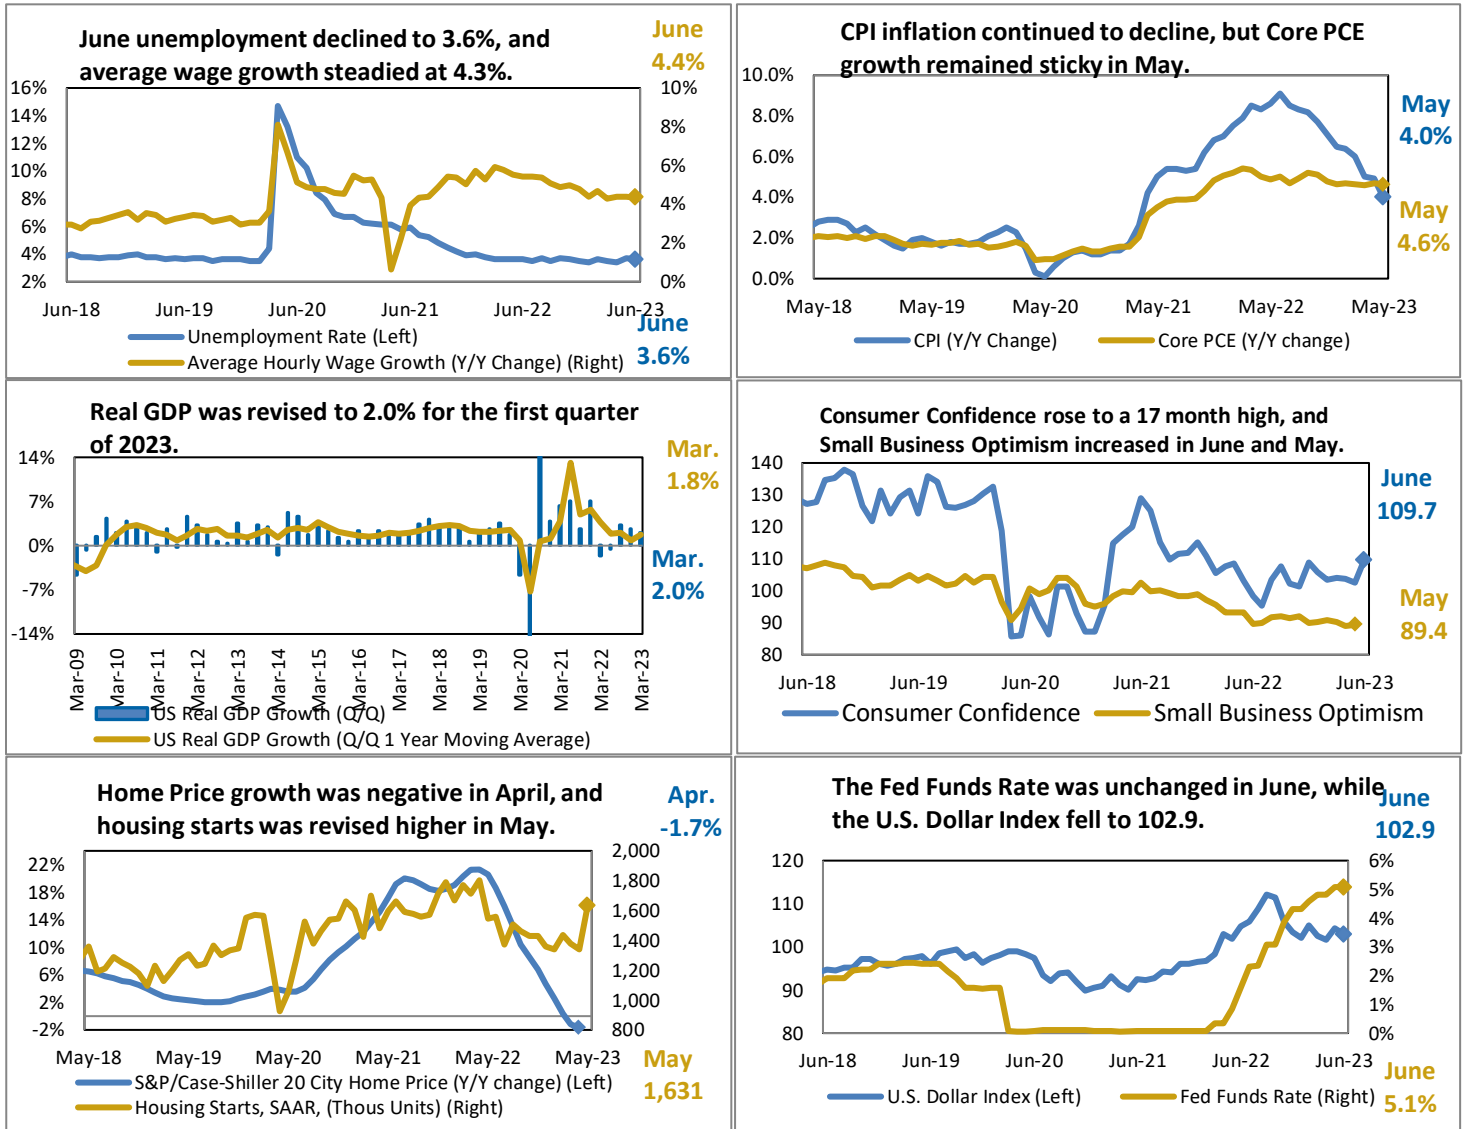 June unemployment declined to 3.6%, and
average wage growth steadied at 4.3%.
June
4.4%
16%
14%
12%
10%
8%
6%
4%
2%
10%
8%
6%
4%
2%
0%
Jun-18
Jun-19
Jun-20
Jun-21
Jun-22
Jun-23
Unemployment Rate (Left)
Average Hourly Wage Growth (Y/Y Change) (Right)
June
3.6%
CPI inflation continued to decline, but Core PCE
growth remained sticky in May.
10.0%
8.0%
6.0%
4.0%
2.0%
0.0%
May
4.0%
May
4.6%
May-18
May-19
May-20
May-21
May-22
May-23
CPI (Y/Y Change)
Core PCE (Y/Y change)
Real GDP was revised to 2.0% for the first quarter
of 2023.
Mar.
1.8%
14%
7%
0%
-7%
-14%
Mar.
2.0%
Mar-09
Mar-10
Mar-11
Mar-12
Mar-13
Mar-14
Mar-15
Mar-16
Mar-17
Mar-18
Mar-19
Mar-20
Mar-21
Mar-22
Mar-23
US Real GDP Growth (Q/Q)
US Real GDP Growth (Q/Q 1 Year Moving Average)
Consumer Confidence rose to a 17 month high, and
Small Business Optimism increased in June and May.
140
130
120
110
100
90
80
June
109.7
May
89.4
Jun-18
Jun-19
Jun-20
Jun-21
Jun-22
Jun-23
Consumer Confidence
Small Business Optimism
Home Price growth was negative in April, and
housing starts was revised higher in May.
Apr.
-1.7%
22%
18%
14%
10%
6%
2%
-2%
2,000
1,800
1,600
1,400
1,200
1,000
800
May-18
May-19
May-20
May-21
May-22
May-23
S&P/Case-Shiller 20 City Home Price (Y/Y change) (Left)
Housing Starts, SAAR, (Thous Units) (Right)
May
1,631
The Fed Funds Rate was unchanged in June, while
the U.S. Dollar Index fell to 102.9.
June
102.9
120
110
100
90
80
6%
5%
4%
3%
2%
1%
0%
Jun-18
Jun-19
Jun-20
Jun-21
Jun-22
Jun-23
U.S. Dollar Index (Left)
Fed Funds Rate (Right)
June
5.1%